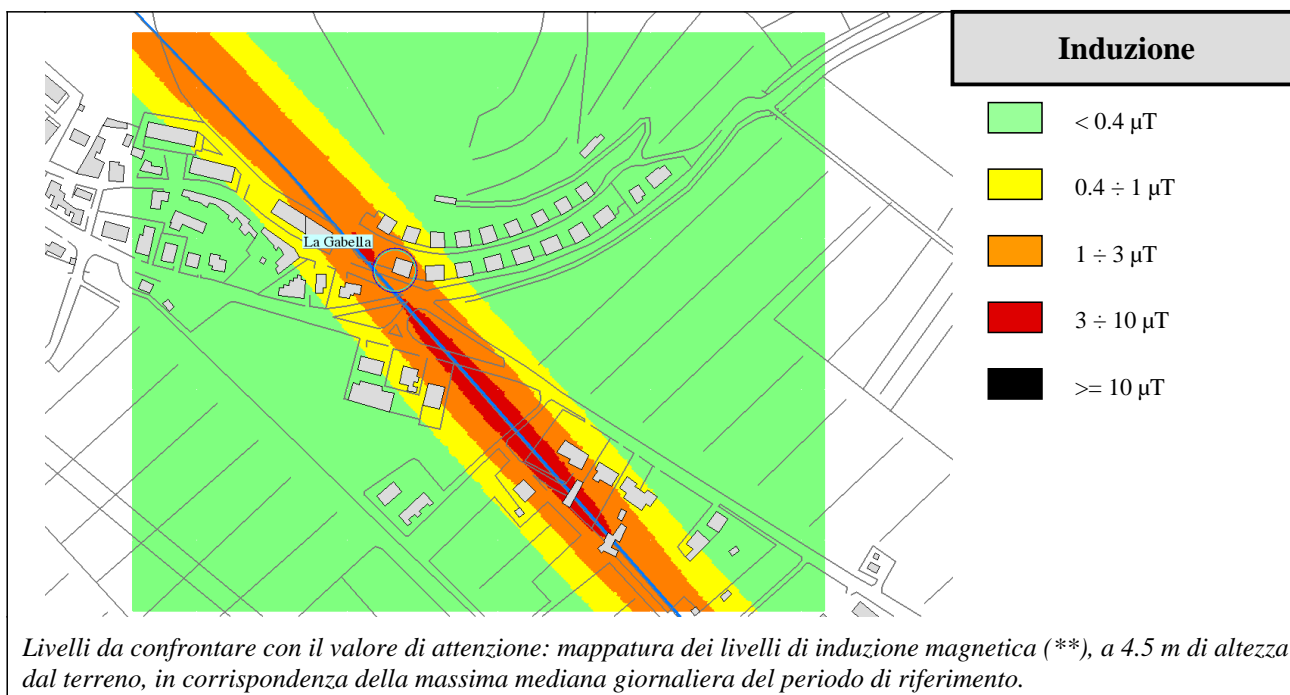 Induzione
< 0.4 µT
0.4 ÷ 1 µT
1 ÷ 3 µT
3 ÷ 10 µT
>= 10 µT
La Gabella
Livelli da confrontare con il valore di attenzione: mappatura dei livelli di induzione magnetica (**), a 4.5 m di altezza
dal terreno, in corrispondenza della massima mediana giornaliera del periodo di riferimento.